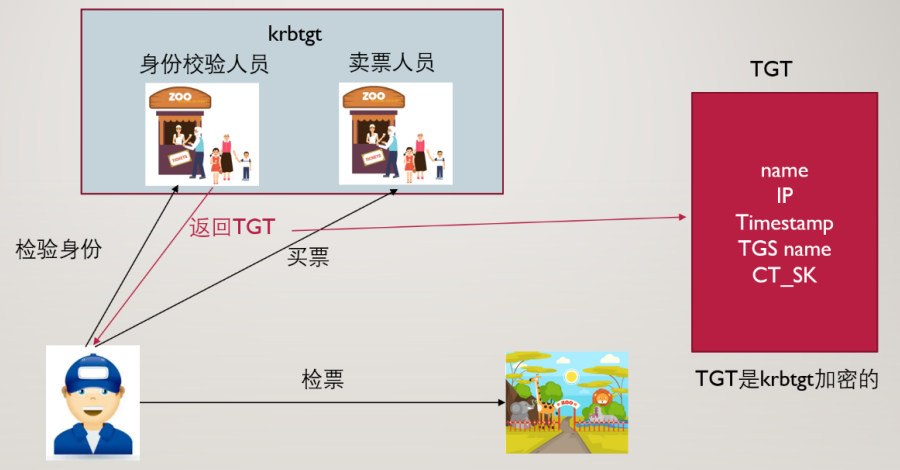 krbtgt
身份校验人员
卖票人员
ZOO
ZOO
TICKETS
TICKETS
TGT
name
IP
Timestamp
TGS name
CT_SK
返回TGT
检验身份
买票
检票
ZOO
TGT是krbtgt加密的